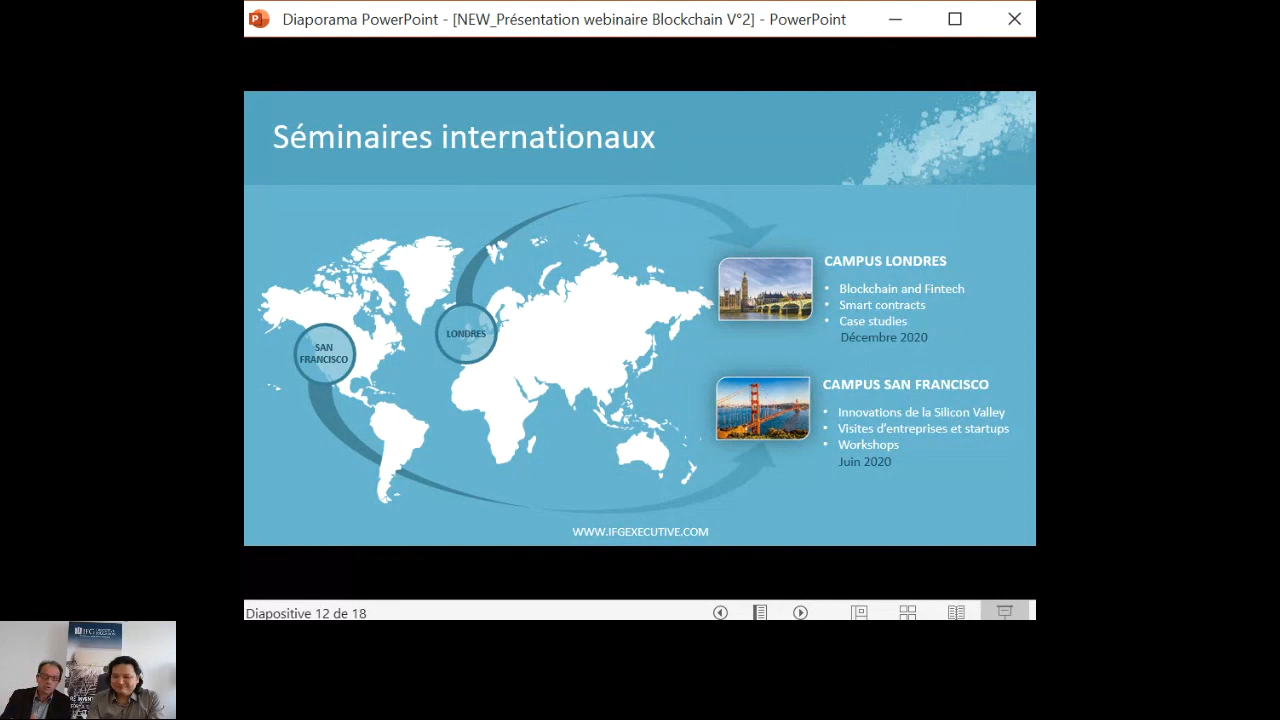 Diaporama PowerPoint - [NEW_Présentation webinaire Blockchain V°2] - PowerPoint
Séminaires internationaux
SAN
FRANCISCO
LONDRES
CAMPUS LONDRES
• Blockchain and Fintech
• Smart contracts
• Case studies
Décembre 2020
CAMPUS SAN FRANCISCO
• Innovations de la Silicon Valley
• Visites d'entreprises et startups
• Workshops
Juin 2020
WWW.IFGEXECUTIVE.COM
Diapositive 12 de 18
IFG